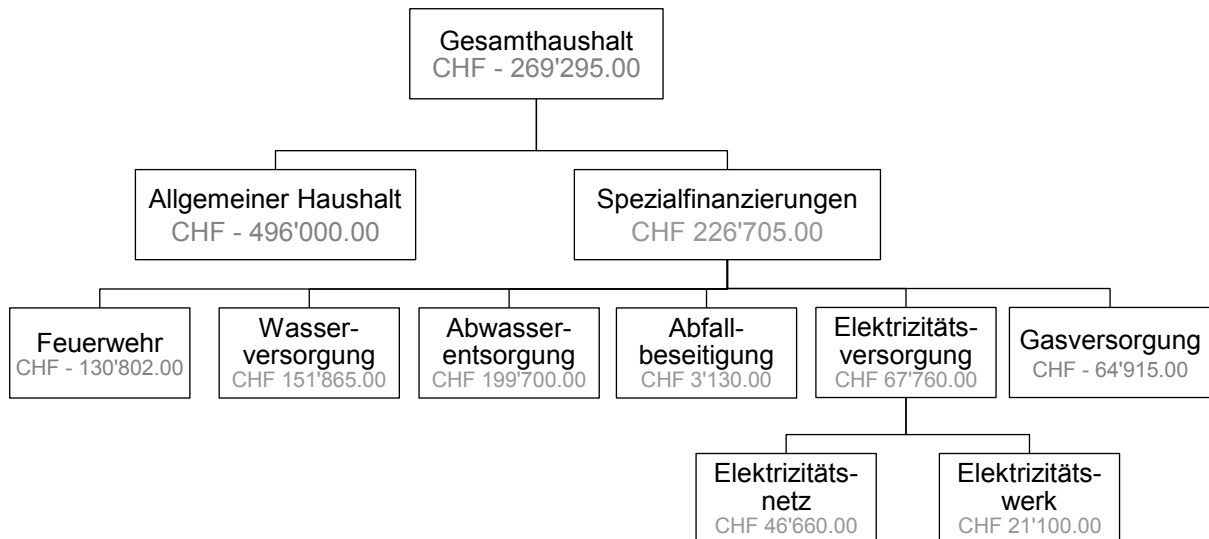 Gesamthaushalt
CHF - 269'295.00
Allgemeiner Haushalt
CHF - 496'000.00
Spezialfinanzierungen
CHF 226'705.00
Feuerwehr
CHF - 130'802.00
Wasser-
versorgung
CHF 151'865.00
Abwasser-
entsorgung
CHF 199'700.00
Abfall-
beseitigung
CHF 3'130.00
Elektrizitäts-
versorgung
CHF 67'760.00
Gasversorgung
CHF - 64'915.00
Elektrizitäts-
netz
CHF 46'660.00
Elektrizitäts-
werk
CHF 21'100.00